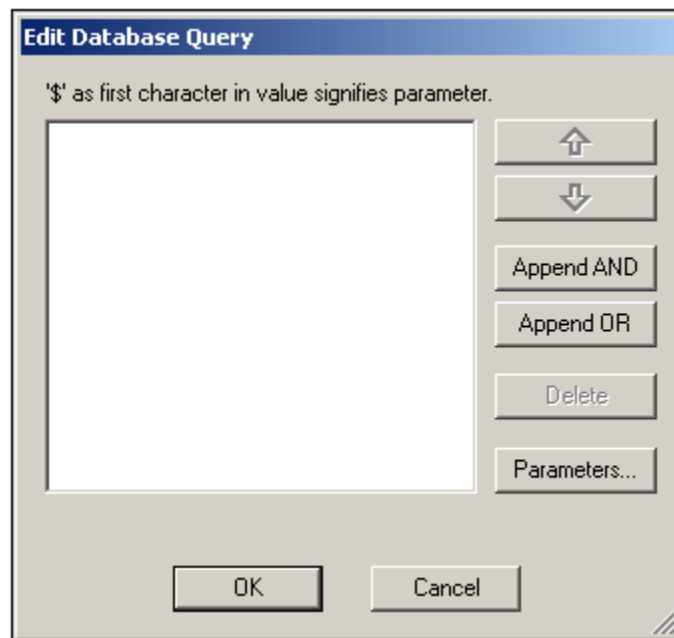 Edit Database Query
'$' as first character in value signifies parameter.
Append AND
Append OR
Delete
Parameters...
OK
Cancel